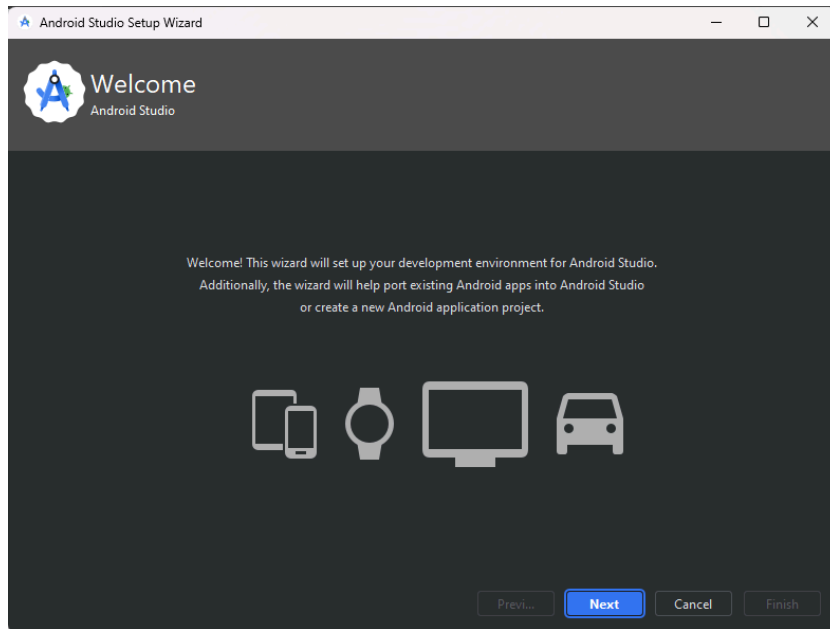 Android Studio Setup Wizard
Welcome
Android Studio
Welcome! This wizard will set up your development environment for Android Studio.
Additionally, the wizard will help port existing Android apps into Android Studio
or create a new Android application project.
Previ... Next Cancel Finish